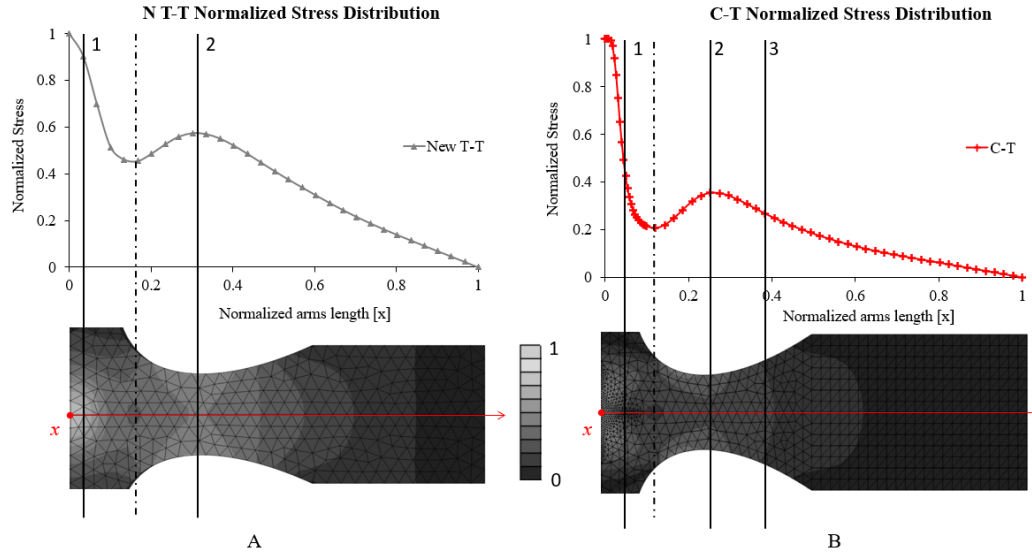 N T-T Normalized Stress Distribution
1
2
1
0.8
0.6
0.4
0.2
0
Normalized Stress
New T-T
0 0.2 0.4 0.6 0.8 1
Normalized arms length [x]
x
A
1
0
C-T Normalized Stress Distribution
1
2
3
1
0.8
0.6
0.4
0.2
0
Normalized Stress
C-T
0 0.2 0.4 0.6 0.8 1
Normalized arms length [x]
x
B